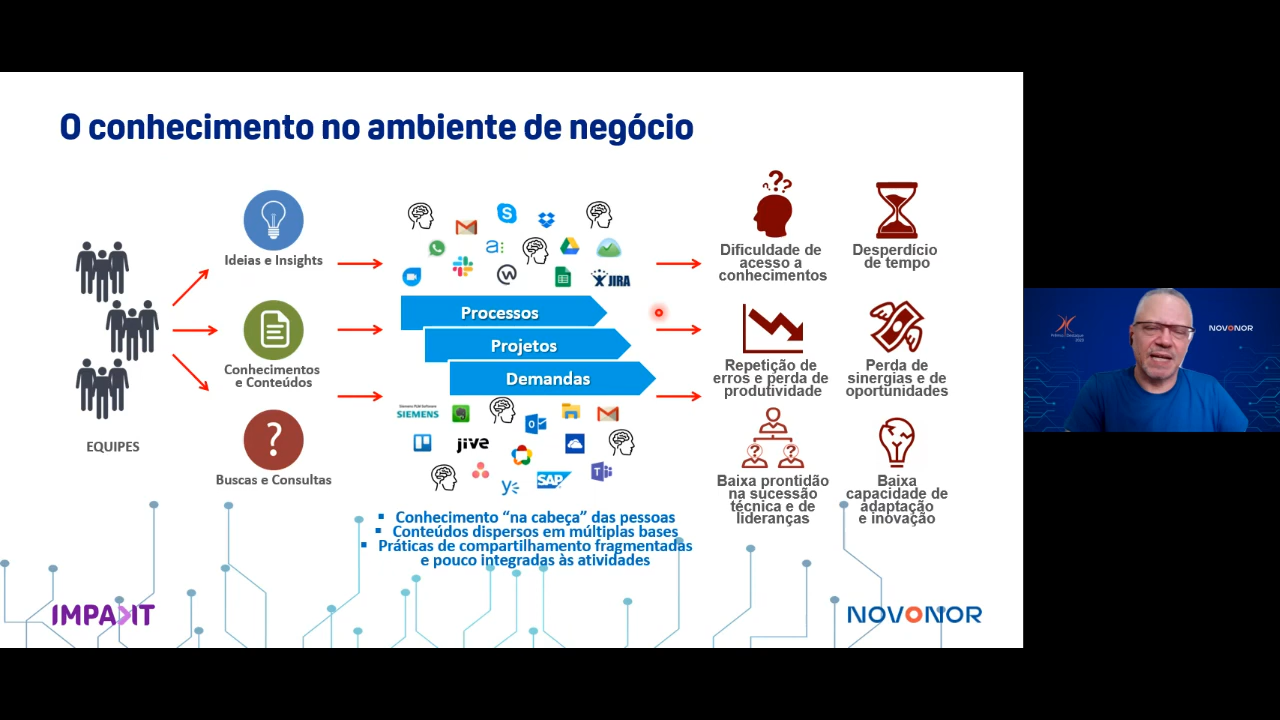 O conhecimento no ambiente de negócio
EQUIPES
Ideias e Insights
Conhecimentos
e Conteúdos
Buscas e Consultas
a:
JIRA
Processos
Projetos
Demandas
SIEMENS
jive
SAP
y
Conhecimento “na cabeça” das pessoas
Conteúdos dispersos em múltiplas bases
Práticas de compartilhamento fragmentadas
e pouco integradas às atividades
Dificuldade de
acesso a
conhecimentos
Desperdício
de tempo
Repetição de
erros e perda de
produtividade
Perda de
sinergias e de
oportunidades
Baixa prontidão
na sucessão
técnica e de
lideranças
Baixa
capacidade de
adaptação
e inovação
IMPAKIT
NOVONOR
NOVONOR